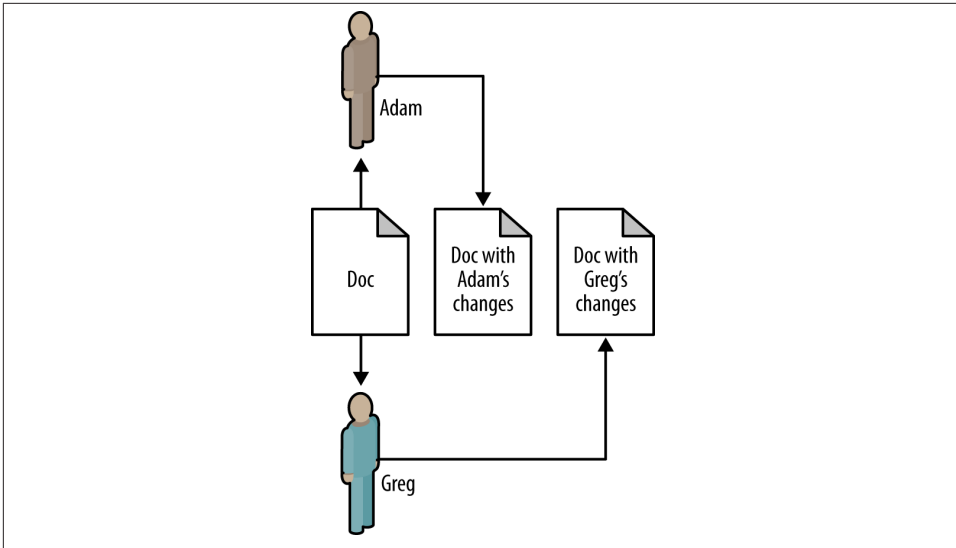 Adam
Doc
Doc with
Adam's
changes
Doc with
Greg's
changes
Greg